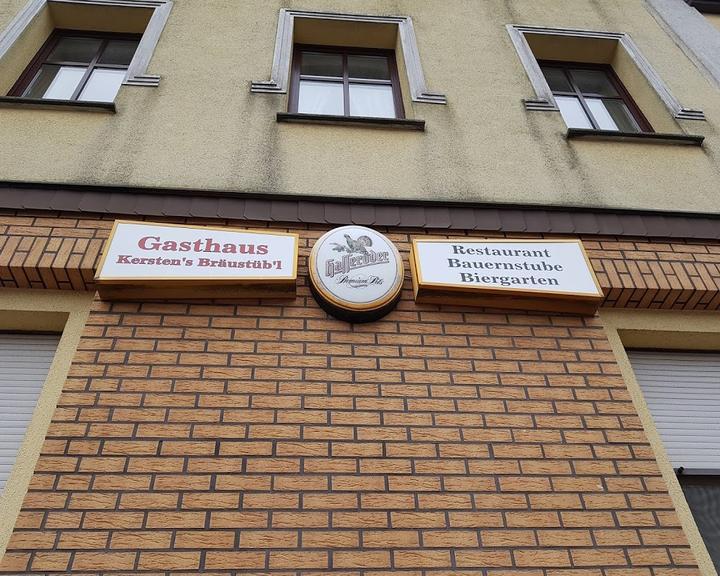 Gasthaus
Kersten's Bräustüb'l
Hasseröder
Premium Pils
Restaurant
Bauernstube
Biergarten